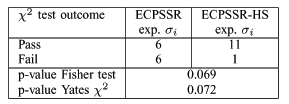 χ² test outcome ECPSSR ECPSSR-HS
exp. σᵢ exp. σᵢ
Pass 6 11
Fail 6 1
p-value Fisher test 0.069
p-value Yates χ² 0.072